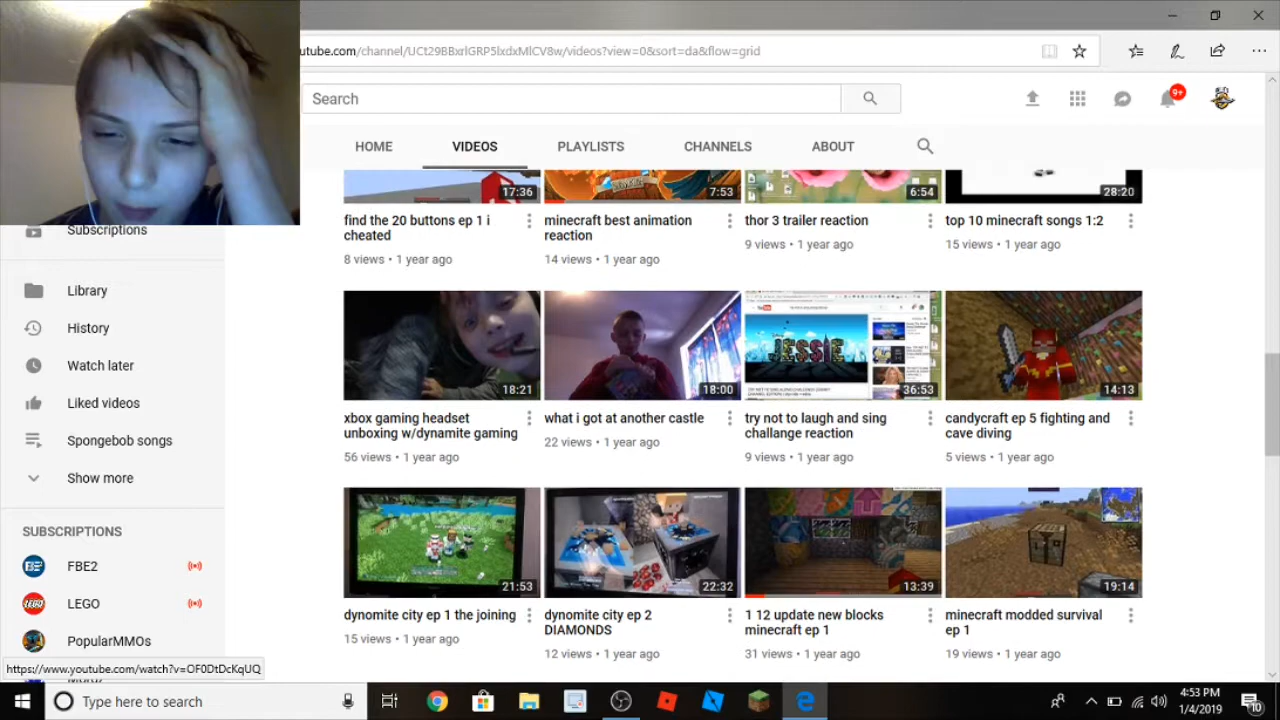 utube.com/channel/UCt29BBxrlGRP5lxdxMlCV8w/videos?view=0&sort=da&flow=grid
Search
9+
HOME
VIDEOS
PLAYLISTS
CHANNELS
ABOUT
17:36
7:53
6:54
28:20
find the 20 buttons ep 1 i
cheated
8 views • 1 year ago
minecraft best animation
reaction
14 views • 1 year ago
thor 3 trailer reaction
9 views • 1 year ago
top 10 minecraft songs 1:2
15 views • 1 year ago
Subscriptions
Library
History
Watch later
Liked videos
Spongebob songs
Show more
SUBSCRIPTIONS
FBE2
LEGO
PopularMMOs
18:21
18:00
JESSIE
36:53
14:13
xbox gaming headset
unboxing w/dynamite gaming
56 views • 1 year ago
what i got at another castle
22 views • 1 year ago
try not to laugh and sing
challange reaction
9 views • 1 year ago
candycraft ep 5 fighting and
cave diving
5 views • 1 year ago
21:53
22:32
13:39
19:14
dynomite city ep 1 the joining
15 views • 1 year ago
dynomite city ep 2
DIAMONDS
12 views • 1 year ago
1 12 update new blocks
minecraft ep 1
31 views • 1 year ago
minecraft modded survival
ep 1
19 views • 1 year ago
https://www.youtube.com/watch?v=OF0DtDcKqUQ
Type here to search
4:53 PM
1/4/2019
10